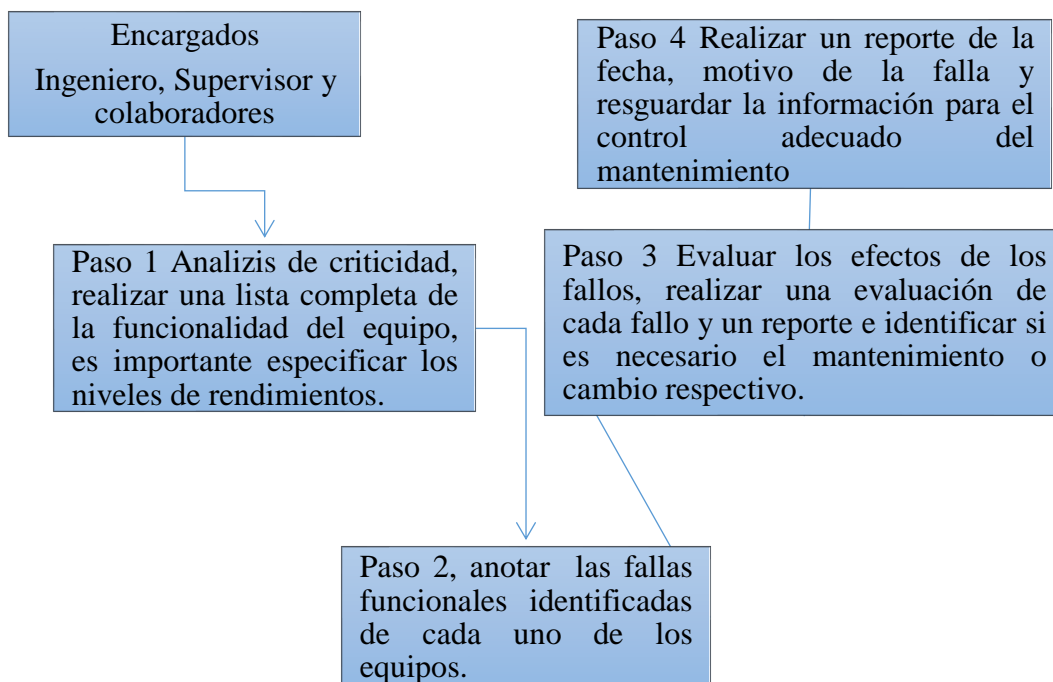 Encargados
Ingeniero, Supervisor y
colaboradores
Paso 1 Analizis de criticidad,
realizar una lista completa de
la funcionalidad del equipo,
es importante especificar los
niveles de rendimientos.
Paso 2, anotar las fallas
funcionales identificadas
de cada uno de los
equipos.
Paso 3 Evaluar los efectos de los
fallos, realizar una evaluación de
cada fallo y un reporte e identificar si
es necesario el mantenimiento o
cambio respectivo.
Paso 4 Realizar un reporte de la
fecha, motivo de la falla y
resguardar la información para el
control adecuado del
mantenimiento